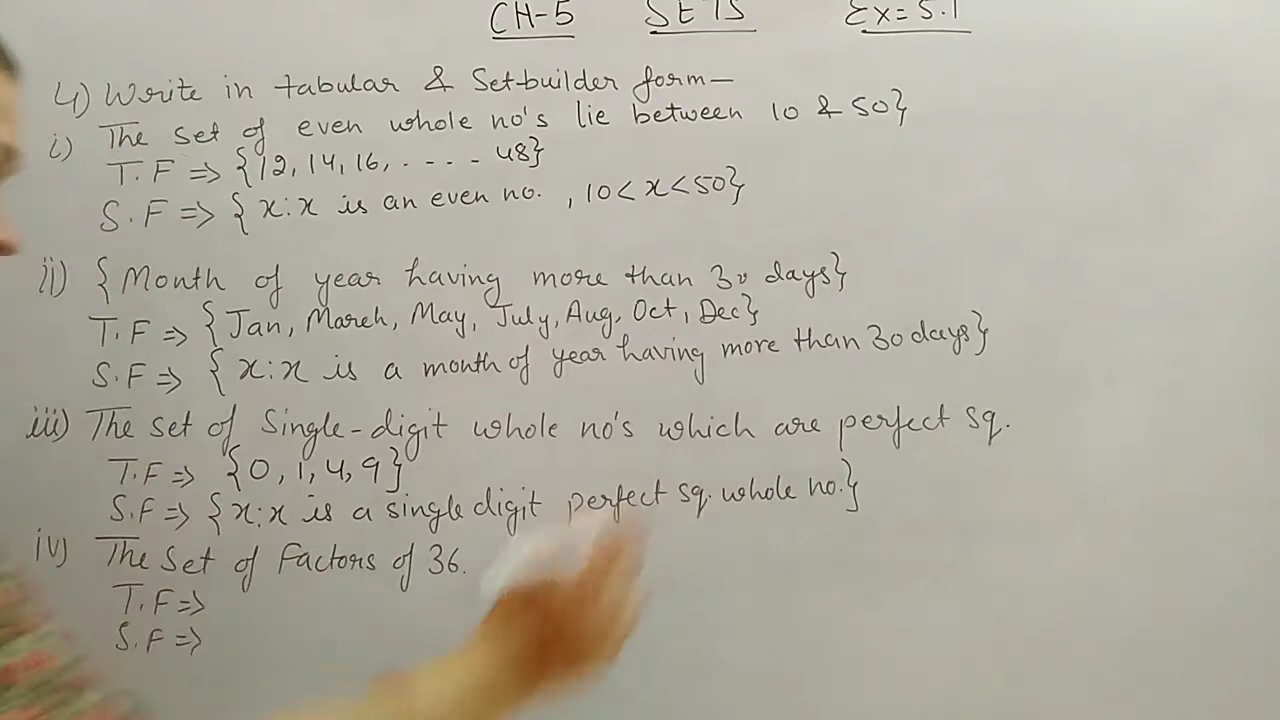 CH-5 SETS Ex=5.1
4) Write in tabular & Set-builder form—
i) The set of even whole no's lie between 10 & 50}
T.F => {12, 14, 16, ..... 48}
S.F => { x:x is an even no. , 10 < x < 50}
ii) {Month of year having more than 30 days}
T.F => {Jan, March, May, July, Aug, Oct, Dec}
S.F => { x:x is a month of year having more than 30 days}
iii) The set of Single-digit whole no's which are perfect sq.
T.F => {0, 1, 4, 9}
S.F => {x:x is a single digit perfect sq. whole no.}
iv) The set of Factors of 36.
T.F =>
S.F =>